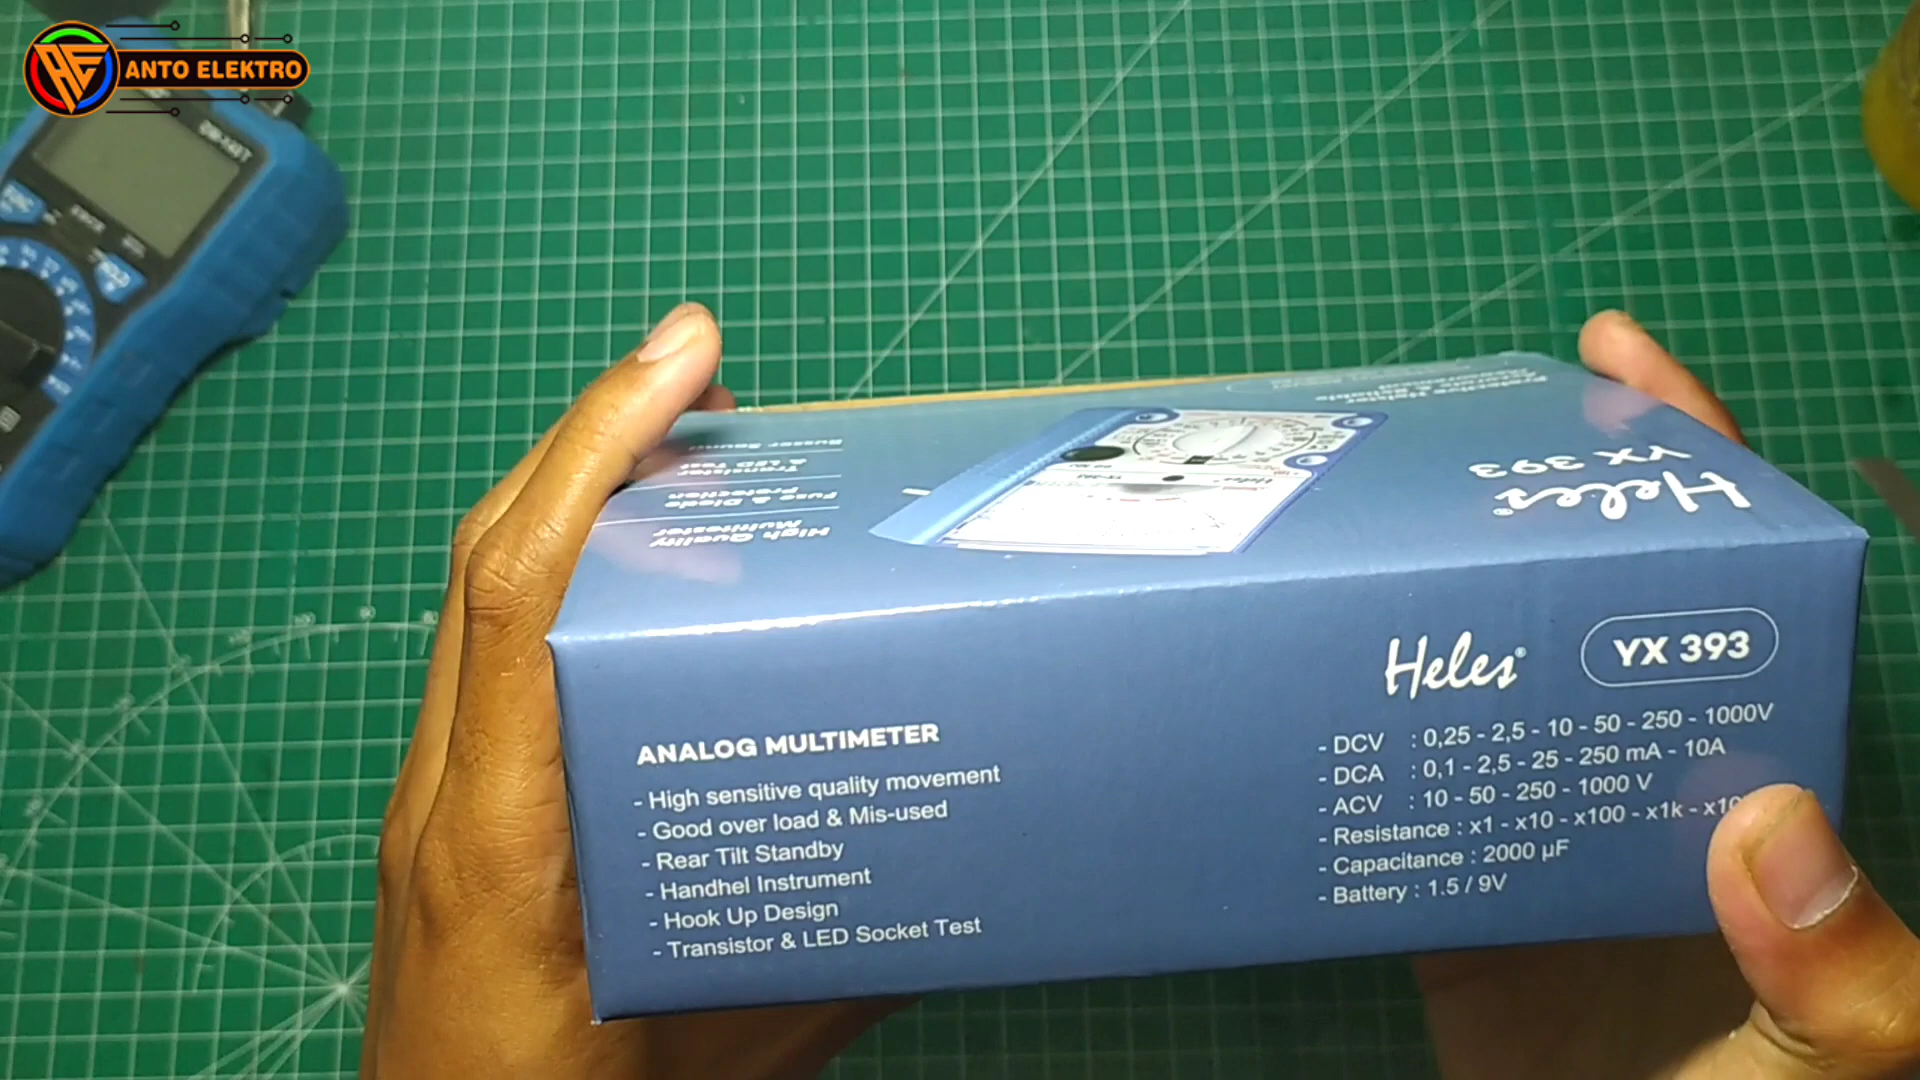 ANTO ELEKTRO
Buzzer Sound
Transistor
& LED Test
Fuse & Diode
Protection
High Quality
Multitester
Heles®
YX 393
Heles®
YX 393
ANALOG MULTIMETER
- High sensitive quality movement
- Good over load & Mis-used
- Rear Tilt Standby
- Handhel Instrument
- Hook Up Design
- Transistor & LED Socket Test
- DCV : 0,25 - 2,5 - 10 - 50 - 250 - 1000V
- DCA : 0,1 - 2,5 - 25 - 250 mA - 10A
- ACV : 10 - 50 - 250 - 1000 V
- Resistance : x1 - x10 - x100 - x1k -
- Capacitance : 2000 µF
- Battery : 1.5 / 9V